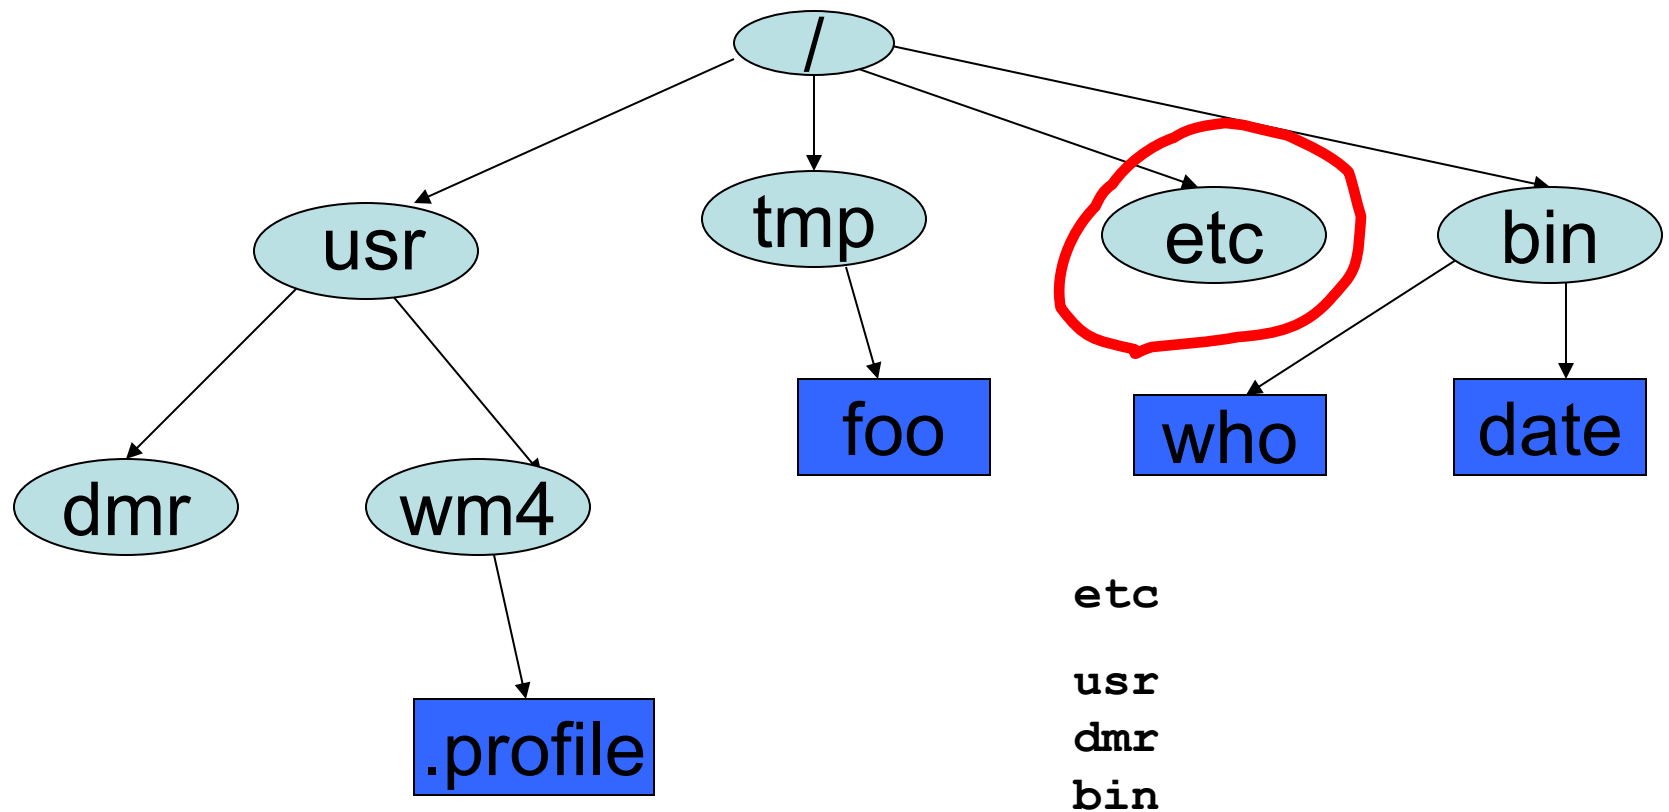 /
usr
tmp
etc
bin
foo
who
date
dmr
wm4
.profile
etc
usr
dmr
bin